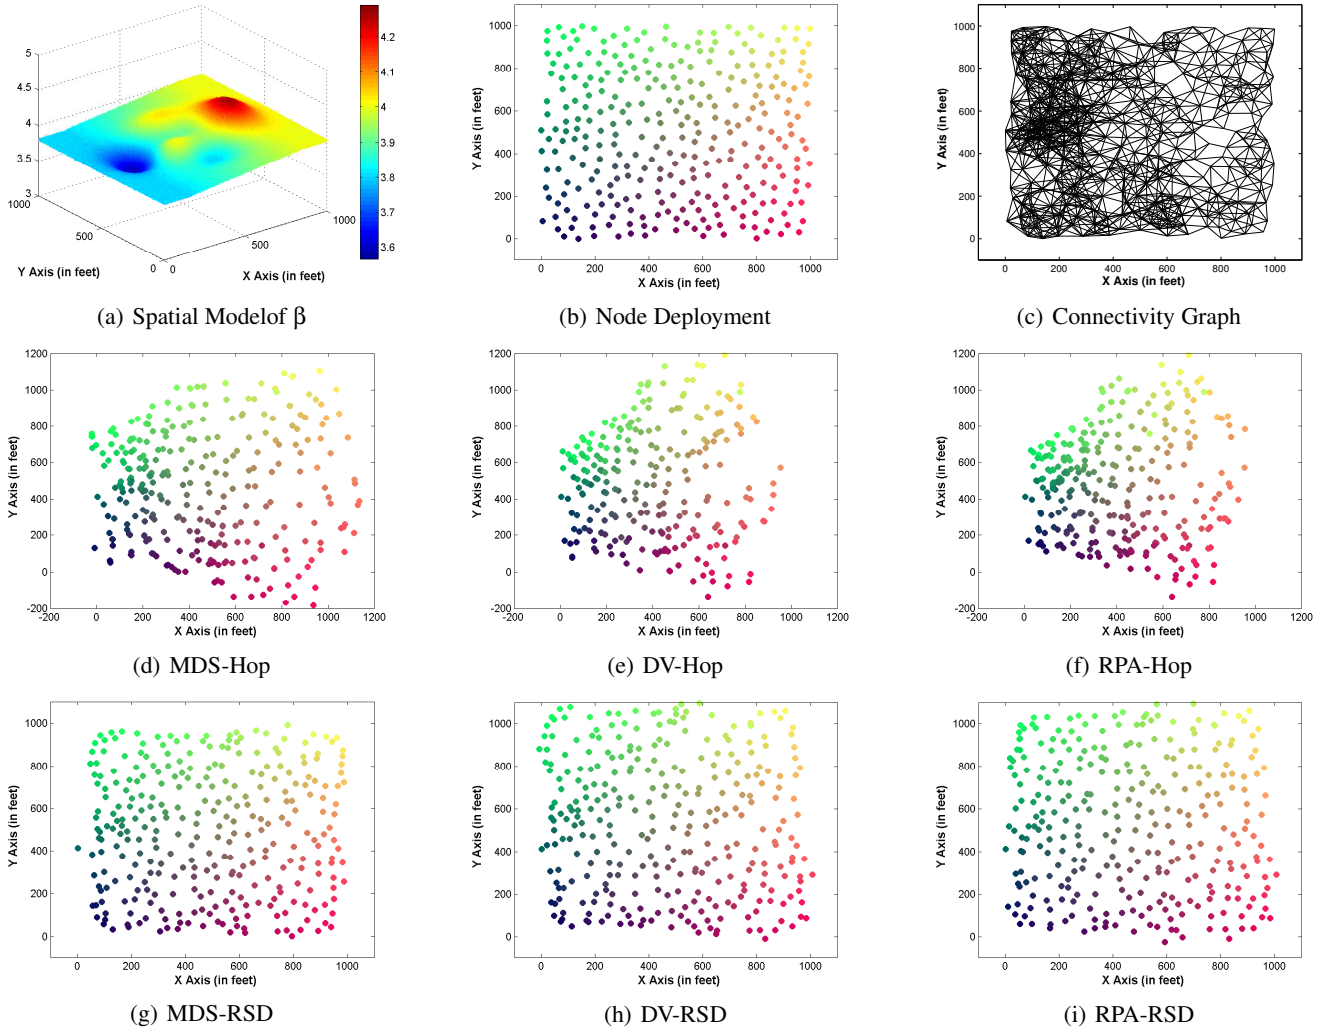 5
4.5
4
3.5
3
1000
500
0
0
500
1000
Y Axis (in feet)
X Axis (in feet)
4.2
4.1
4
3.9
3.8
3.7
3.6
(a) Spatial Modelof β
1000
800
600
400
200
0
0 200 400 600 800 1000
Y Axis (in feet)
X Axis (in feet)
(b) Node Deployment
1000
800
600
400
200
0
0 200 400 600 800 1000
Y Axis (in feet)
X Axis (in feet)
(c) Connectivity Graph
1200
1000
800
600
400
200
0
-200
-200 0 200 400 600 800 1000 1200
Y Axis (in feet)
X Axis (in feet)
(d) MDS-Hop
1200
1000
800
600
400
200
0
-200
-200 0 200 400 600 800 1000 1200
Y Axis (in feet)
X Axis (in feet)
(e) DV-Hop
1200
1000
800
600
400
200
0
-200
-200 0 200 400 600 800 1000 1200
Y Axis (in feet)
X Axis (in feet)
(f) RPA-Hop
1000
800
600
400
200
0
0 200 400 600 800 1000
Y Axis (in feet)
X Axis (in feet)
(g) MDS-RSD
1000
800
600
400
200
0
0 200 400 600 800 1000
Y Axis (in feet)
X Axis (in feet)
(h) DV-RSD
1000
800
600
400
200
0
0 200 400 600 800 1000
Y Axis (in feet)
X Axis (in feet)
(i) RPA-RSD